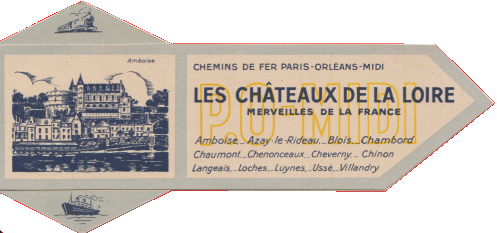 Amboise
CHEMINS DE FER PARIS-ORLÉANS-MIDI
P.O-MIDI
LES CHÂTEAUX DE LA LOIRE
MERVEILLES DE LA FRANCE
Amboise_Azay-le-Rideau_Blois_Chambord
Chaumont_Chenonceaux_Cheverny_Chinon
Langeais_Loches_Luynes_Ussé_Villandry